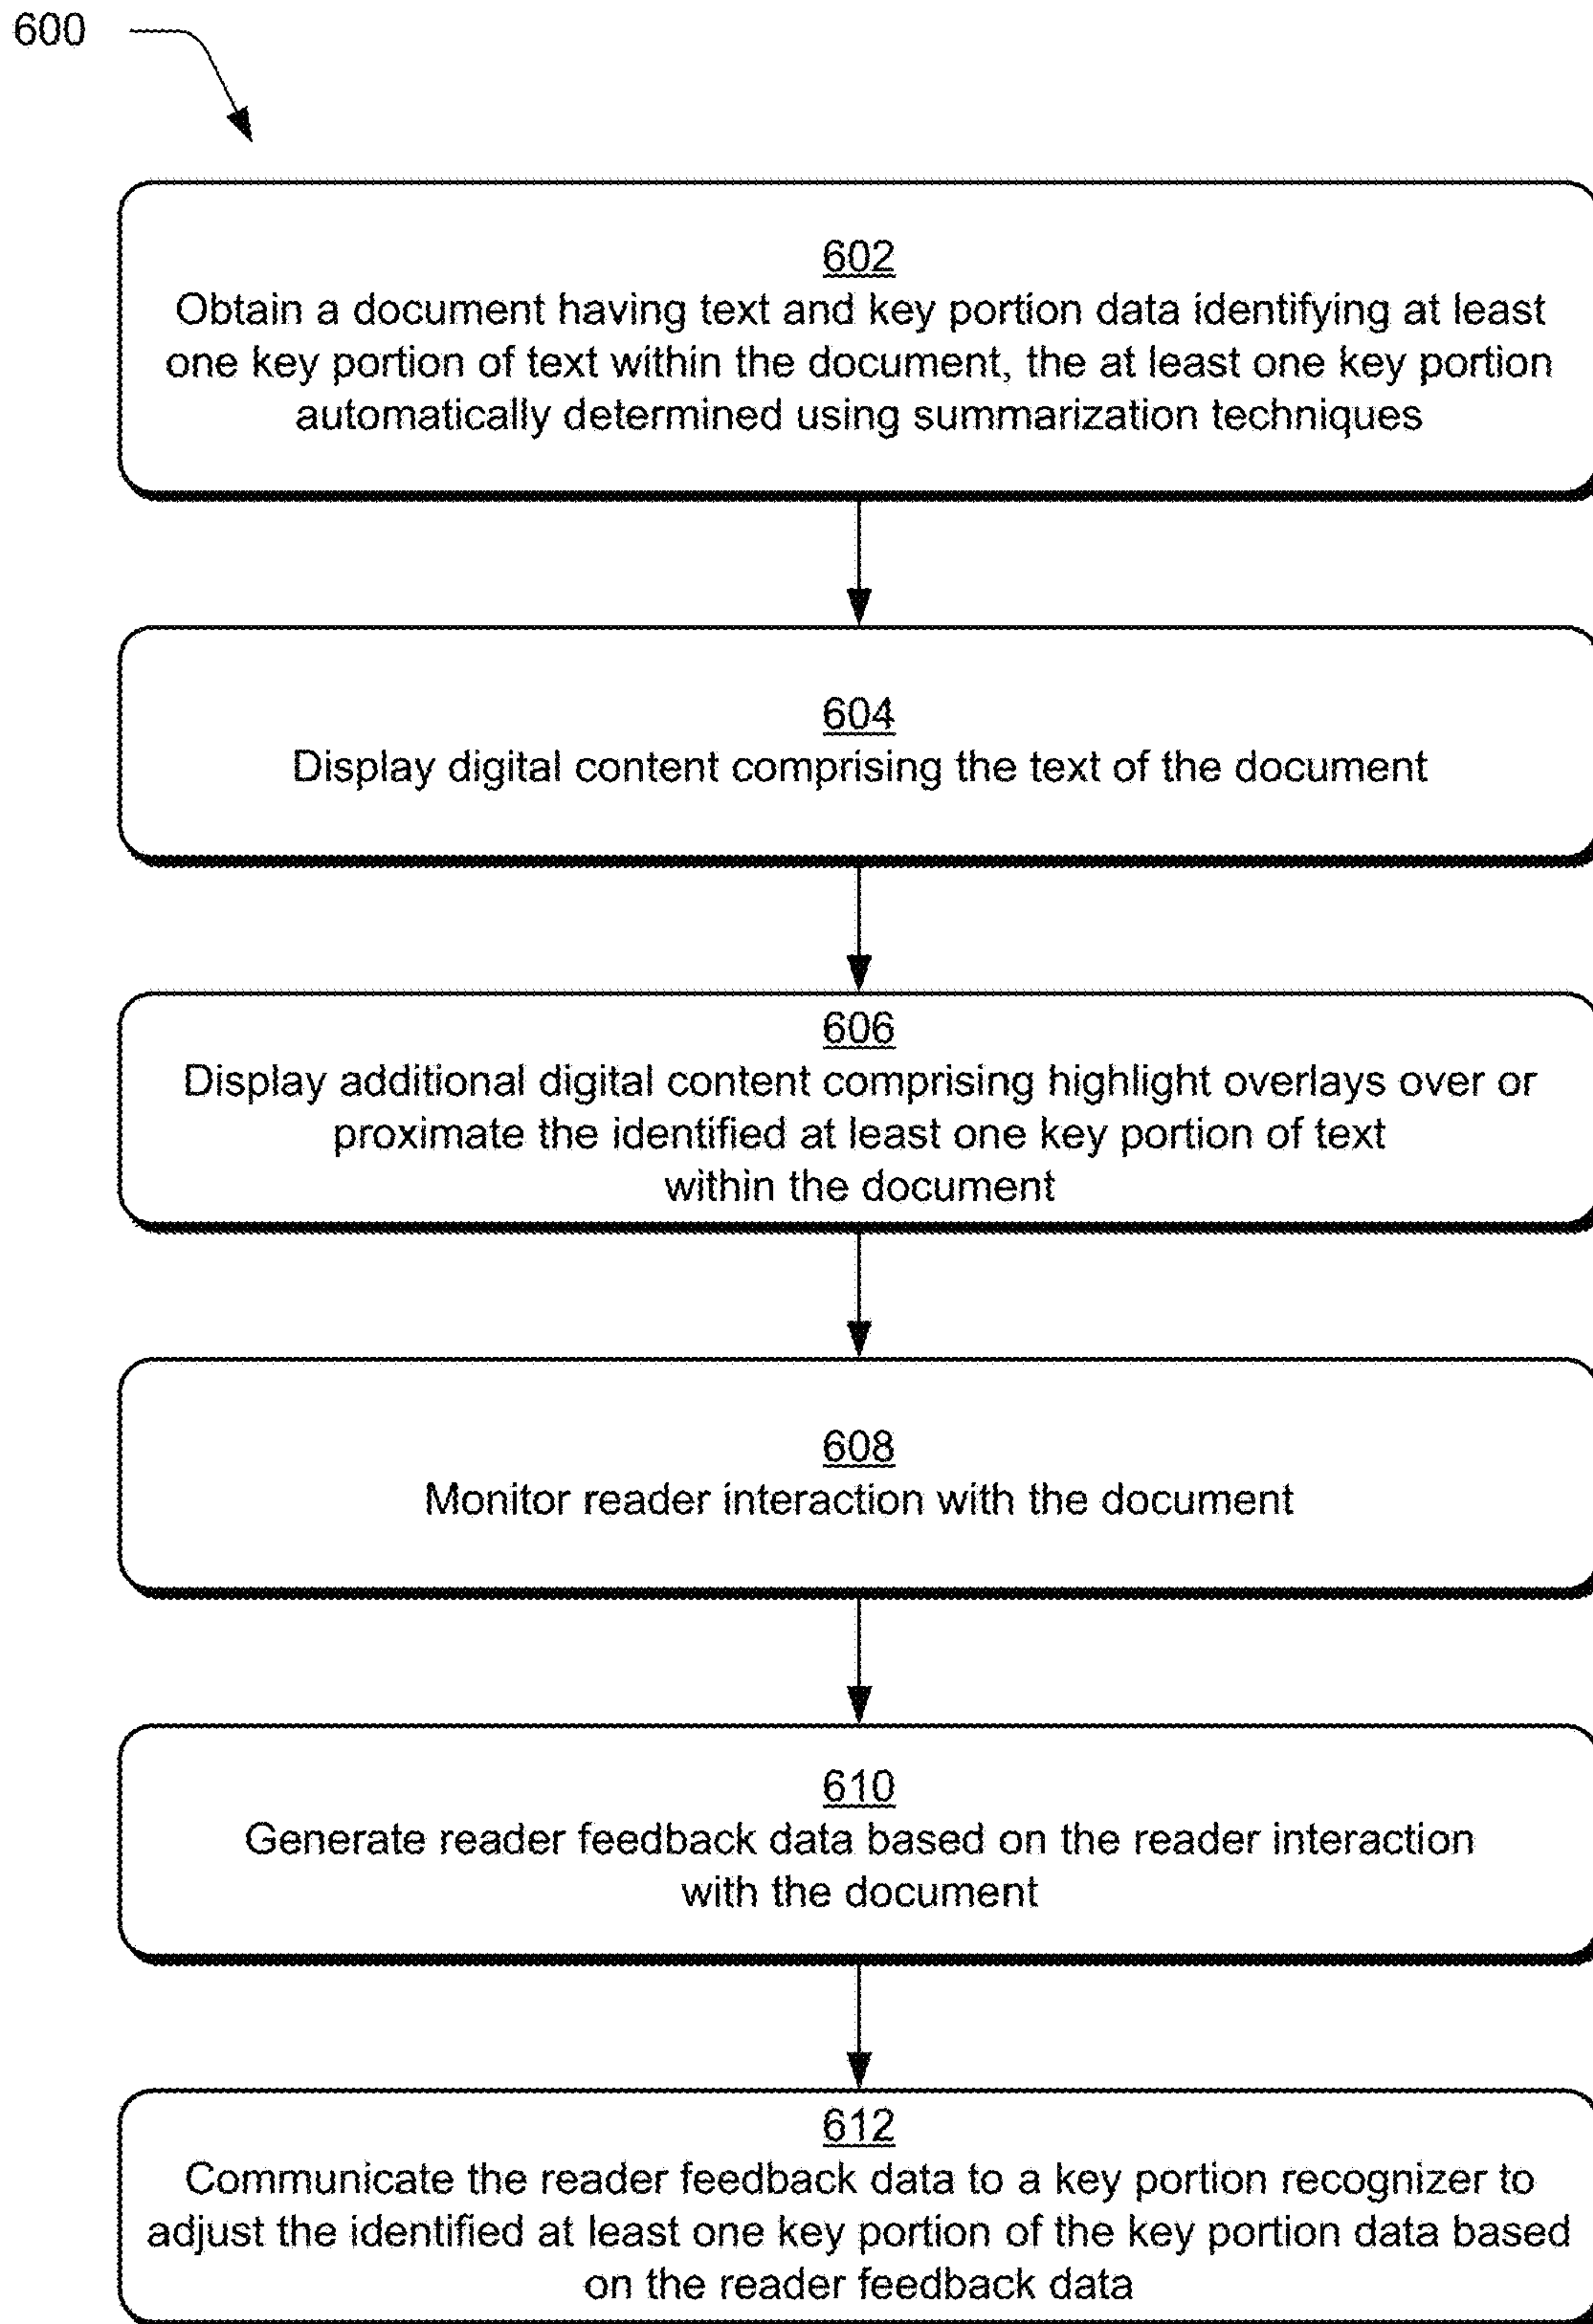 600
602
Obtain a document having text and key portion data identifying at least
one key portion of text within the document, the at least one key portion
automatically determined using summarization techniques
604
Display digital content comprising the text of the document
606
Display additional digital content comprising highlight overlays over or
proximate the identified at least one key portion of text
within the document
608
Monitor reader interaction with the document
610
Generate reader feedback data based on the reader interaction
with the document
612
Communicate the reader feedback data to a key portion recognizer to
adjust the identified at least one key portion of the key portion data based
on the reader feedback data